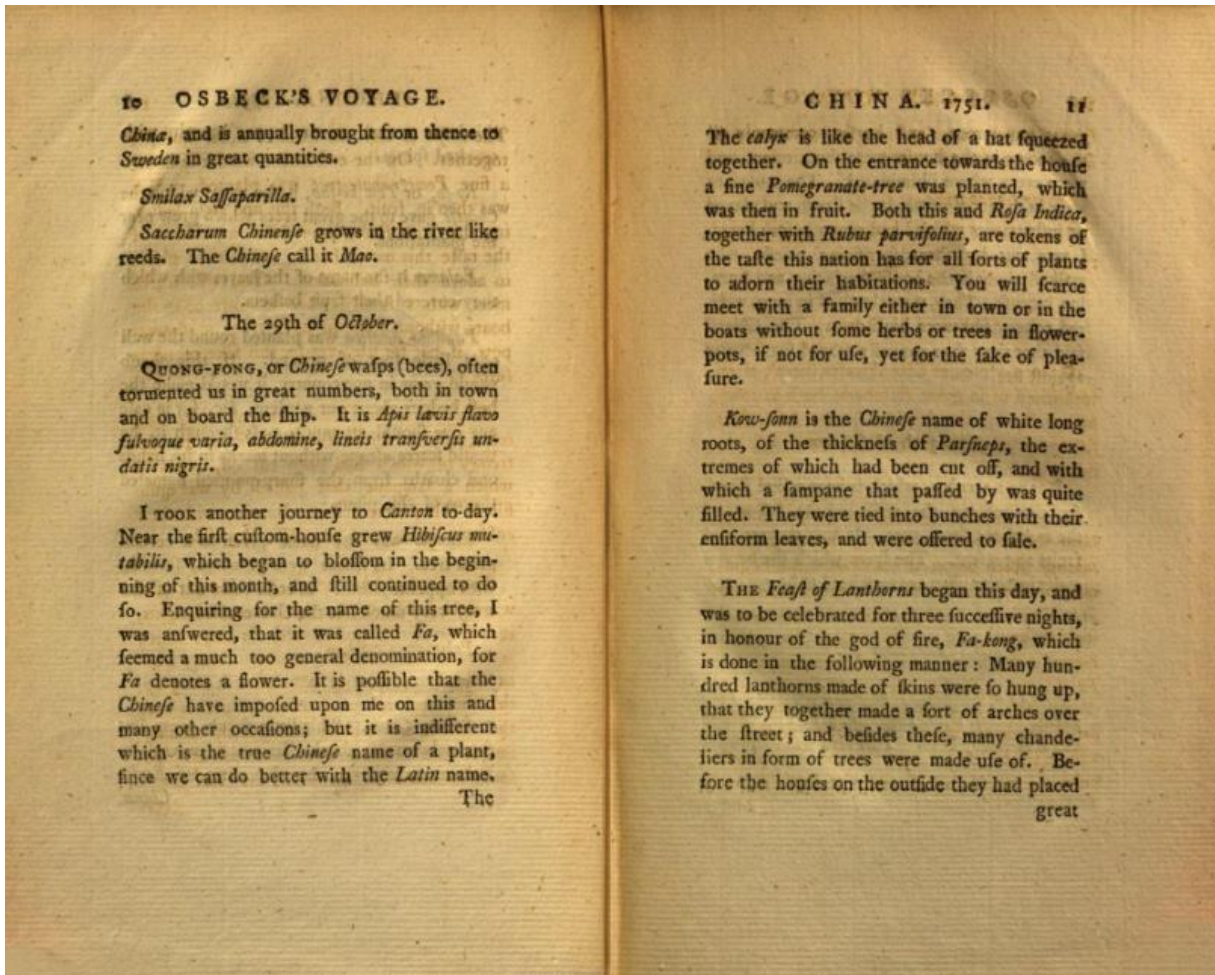 10 OSBECK'S VOYAGE.
Chinæ, and is annually brought from thence to
Sweden in great quantities.
Smilax Saſſaparilla.
Saccharum Chinenſe grows in the river like
reeds. The Chineſe call it Mao.
The 29th of October.
QUONG-FONG, or Chineſe waſps (bees), often
tormented us in great numbers, both in town
and on board the ſhip. It is Apis lævis flavo
fulvoque varia, abdomine, lineis tranſverſis un-
datis nigris.
I TOOK another journey to Canton to-day.
Near the firſt cuſtom-houſe grew Hibiſcus mu-
tabilis, which began to bloſſom in the begin-
ning of this month, and ſtill continued to do
ſo. Enquiring for the name of this tree, I
was anſwered, that it was called Fa, which
ſeemed a much too general denomination, for
Fa denotes a flower. It is poſſible that the
Chineſe have impoſed upon me on this and
many other occaſions; but it is indifferent
which is the true Chineſe name of a plant,
ſince we can do better with the Latin name.
The
CHINA. 1751. 11
The calyx is like the head of a hat ſqueezed
together. On the entrance towards the houſe
a fine Pomegranate-tree was planted, which
was then in fruit. Both this and Roſa Indica,
together with Rubus parvifolius, are tokens of
the taſte this nation has for all ſorts of plants
to adorn their habitations. You will ſcarce
meet with a family either in town or in the
boats without ſome herbs or trees in flower-
pots, if not for uſe, yet for the ſake of plea-
ſure.
Kow-ſonn is the Chineſe name of white long
roots, of the thickneſs of Parſneps, the ex-
tremes of which had been cut off, and with
which a ſampane that paſſed by was quite
filled. They were tied into bunches with their
enſiform leaves, and were offered to ſale.
THE Feaſt of Lanthorns began this day, and
was to be celebrated for three ſucceſſive nights,
in honour of the god of fire, Fa-kong, which
is done in the following manner: Many hun-
dred lanthorns made of ſkins were ſo hung up,
that they together made a ſort of arches over
the ſtreet; and beſides theſe, many chande-
liers in form of trees were made uſe of. Be-
fore the houſes on the outſide they had placed
great